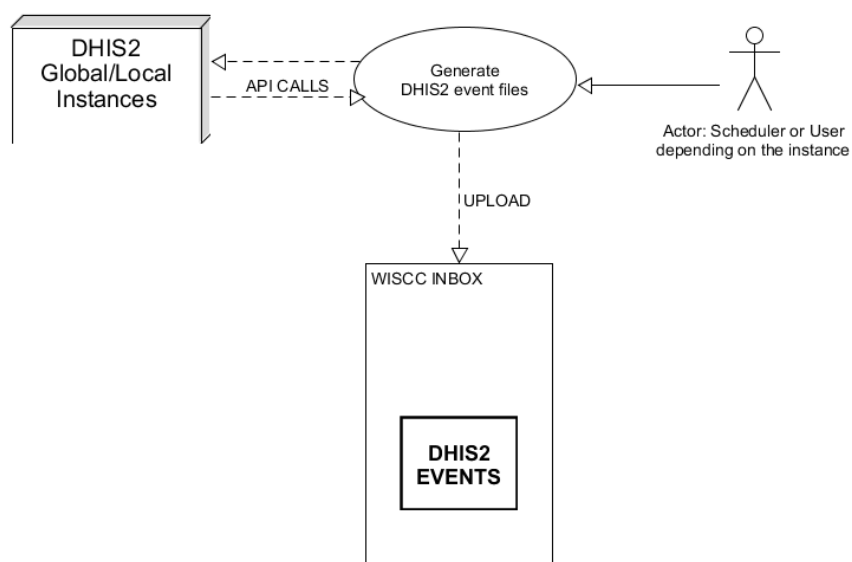 DHIS2
Global/Local
Instances
API CALLS
Generate
DHIS2 event files
Actor: Scheduler or User
depending on the instance
UPLOAD
WISCC INBOX
DHIS2
EVENTS